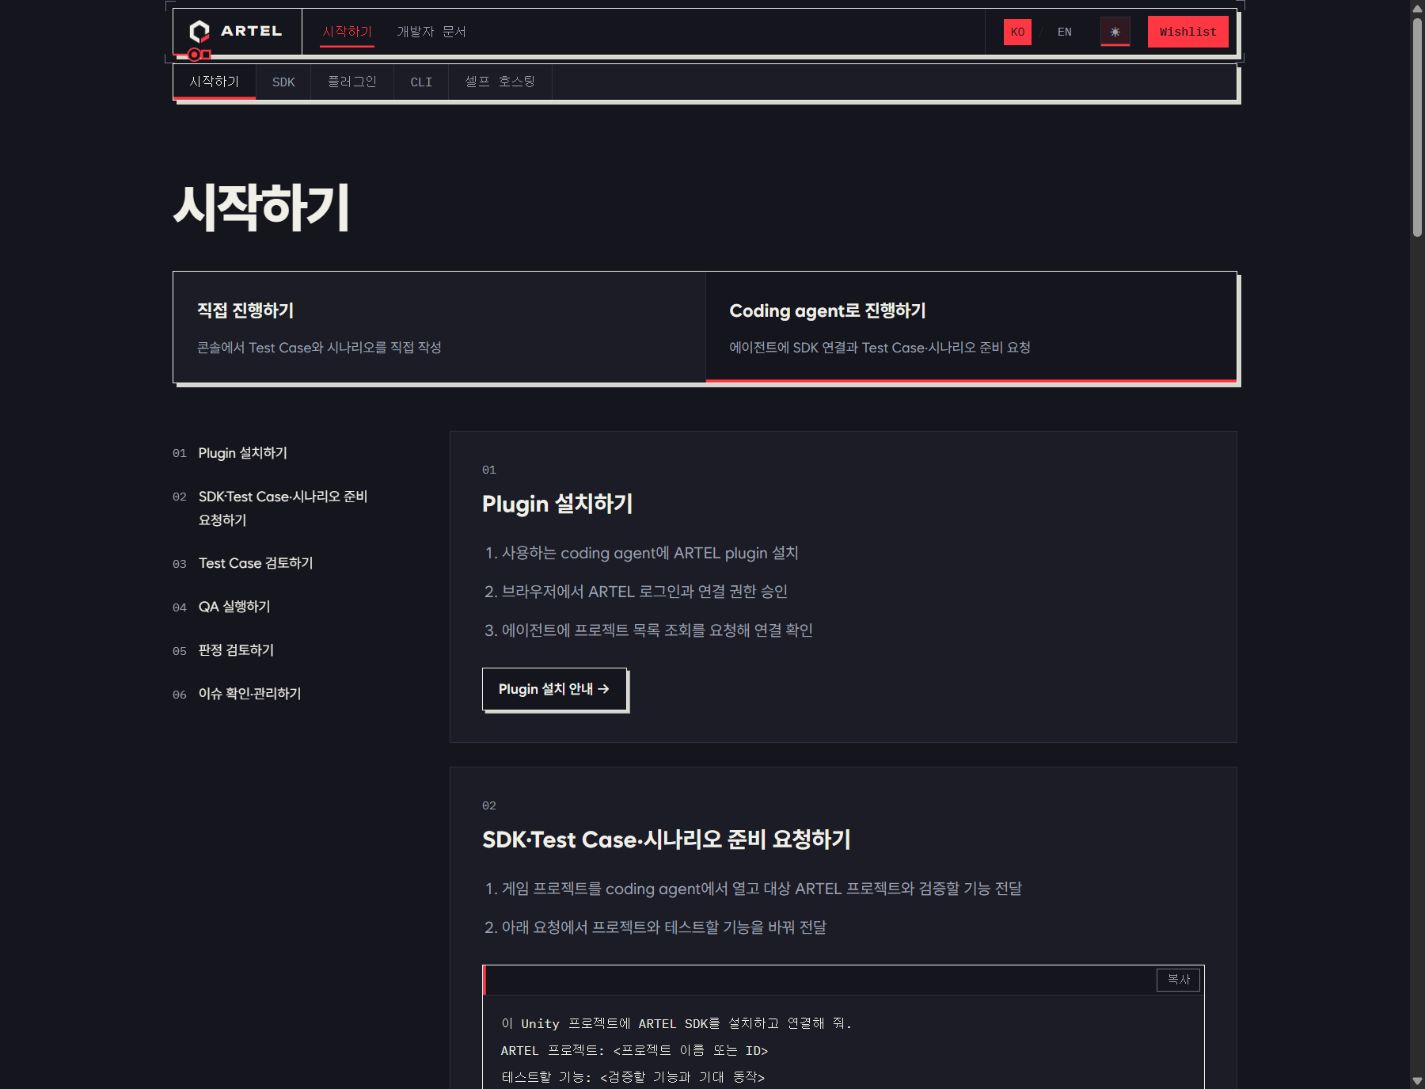 ARTEL
시작하기
개발자 문서
KO / EN
☀
Wishlist
시작하기
SDK
플러그인
CLI
셀프 호스팅
시작하기
직접 진행하기
콘솔에서 Test Case와 시나리오를 직접 작성
Coding agent로 진행하기
에이전트에 SDK 연결과 Test Case·시나리오 준비 요청
01 Plugin 설치하기
02 SDK·Test Case·시나리오 준비
요청하기
03 Test Case 검토하기
04 QA 실행하기
05 판정 검토하기
06 이슈 확인·관리하기
01
Plugin 설치하기
1. 사용하는 coding agent에 ARTEL plugin 설치
2. 브라우저에서 ARTEL 로그인과 연결 권한 승인
3. 에이전트에 프로젝트 목록 조회를 요청해 연결 확인
Plugin 설치 안내 →
02
SDK·Test Case·시나리오 준비 요청하기
1. 게임 프로젝트를 coding agent에서 열고 대상 ARTEL 프로젝트와 검증할 기능 전달
2. 아래 요청에서 프로젝트와 테스트할 기능을 바꿔 전달
복사
이 Unity 프로젝트에 ARTEL SDK를 설치하고 연결해 줘.
ARTEL 프로젝트: <프로젝트 이름 또는 ID>
테스트할 기능: <검증할 기능과 기대 동작>